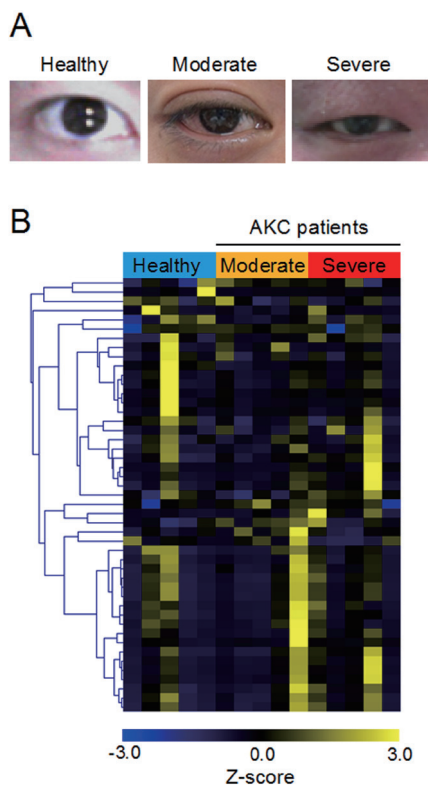 A
Healthy Moderate Severe
B
AKC patients
Healthy Moderate Severe
-3.0 0.0 3.0
Z-score